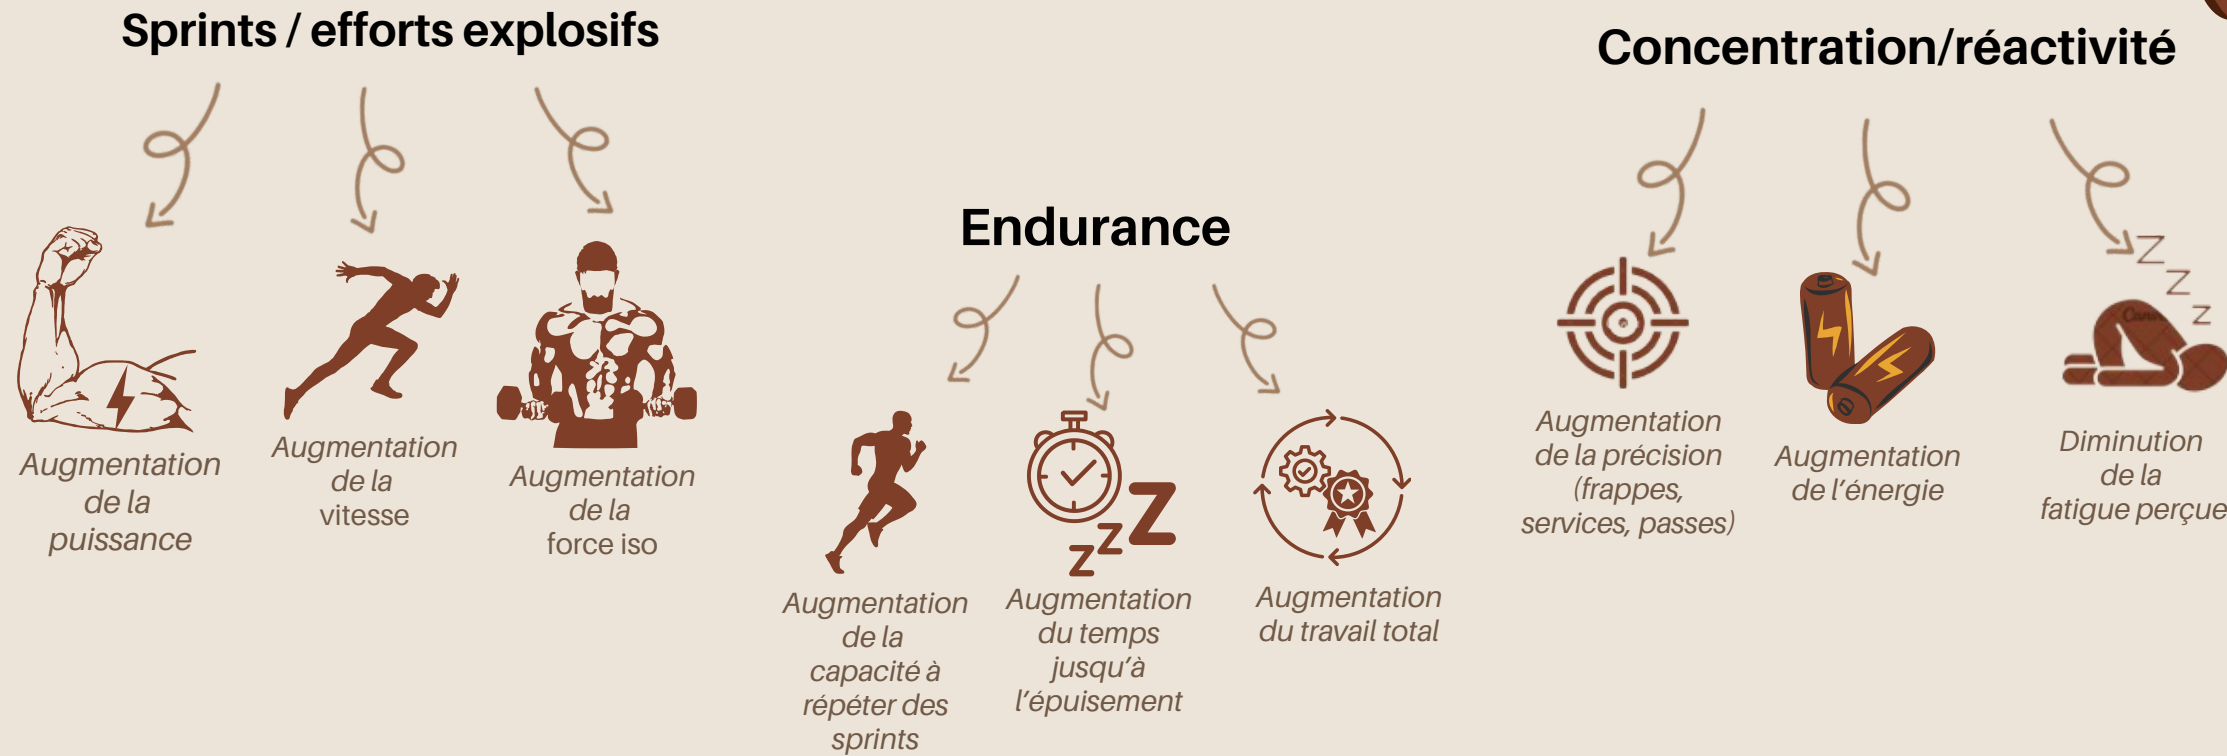 Sprints / efforts explosifs
Augmentation
de la
puissance
Augmentation
de la
vitesse
Augmentation
de la
force iso
Endurance
Augmentation
de la
capacité à
répéter des
sprints
Augmentation
du temps
jusqu’à
l’épuisement
Augmentation
du travail total
Concentration/réactivité
Augmentation
de la précision
(frappes,
services, passes)
Augmentation
de l’énergie
Diminution
de la
fatigue perçue
Z
Z
Z
z
z
Z
Canva